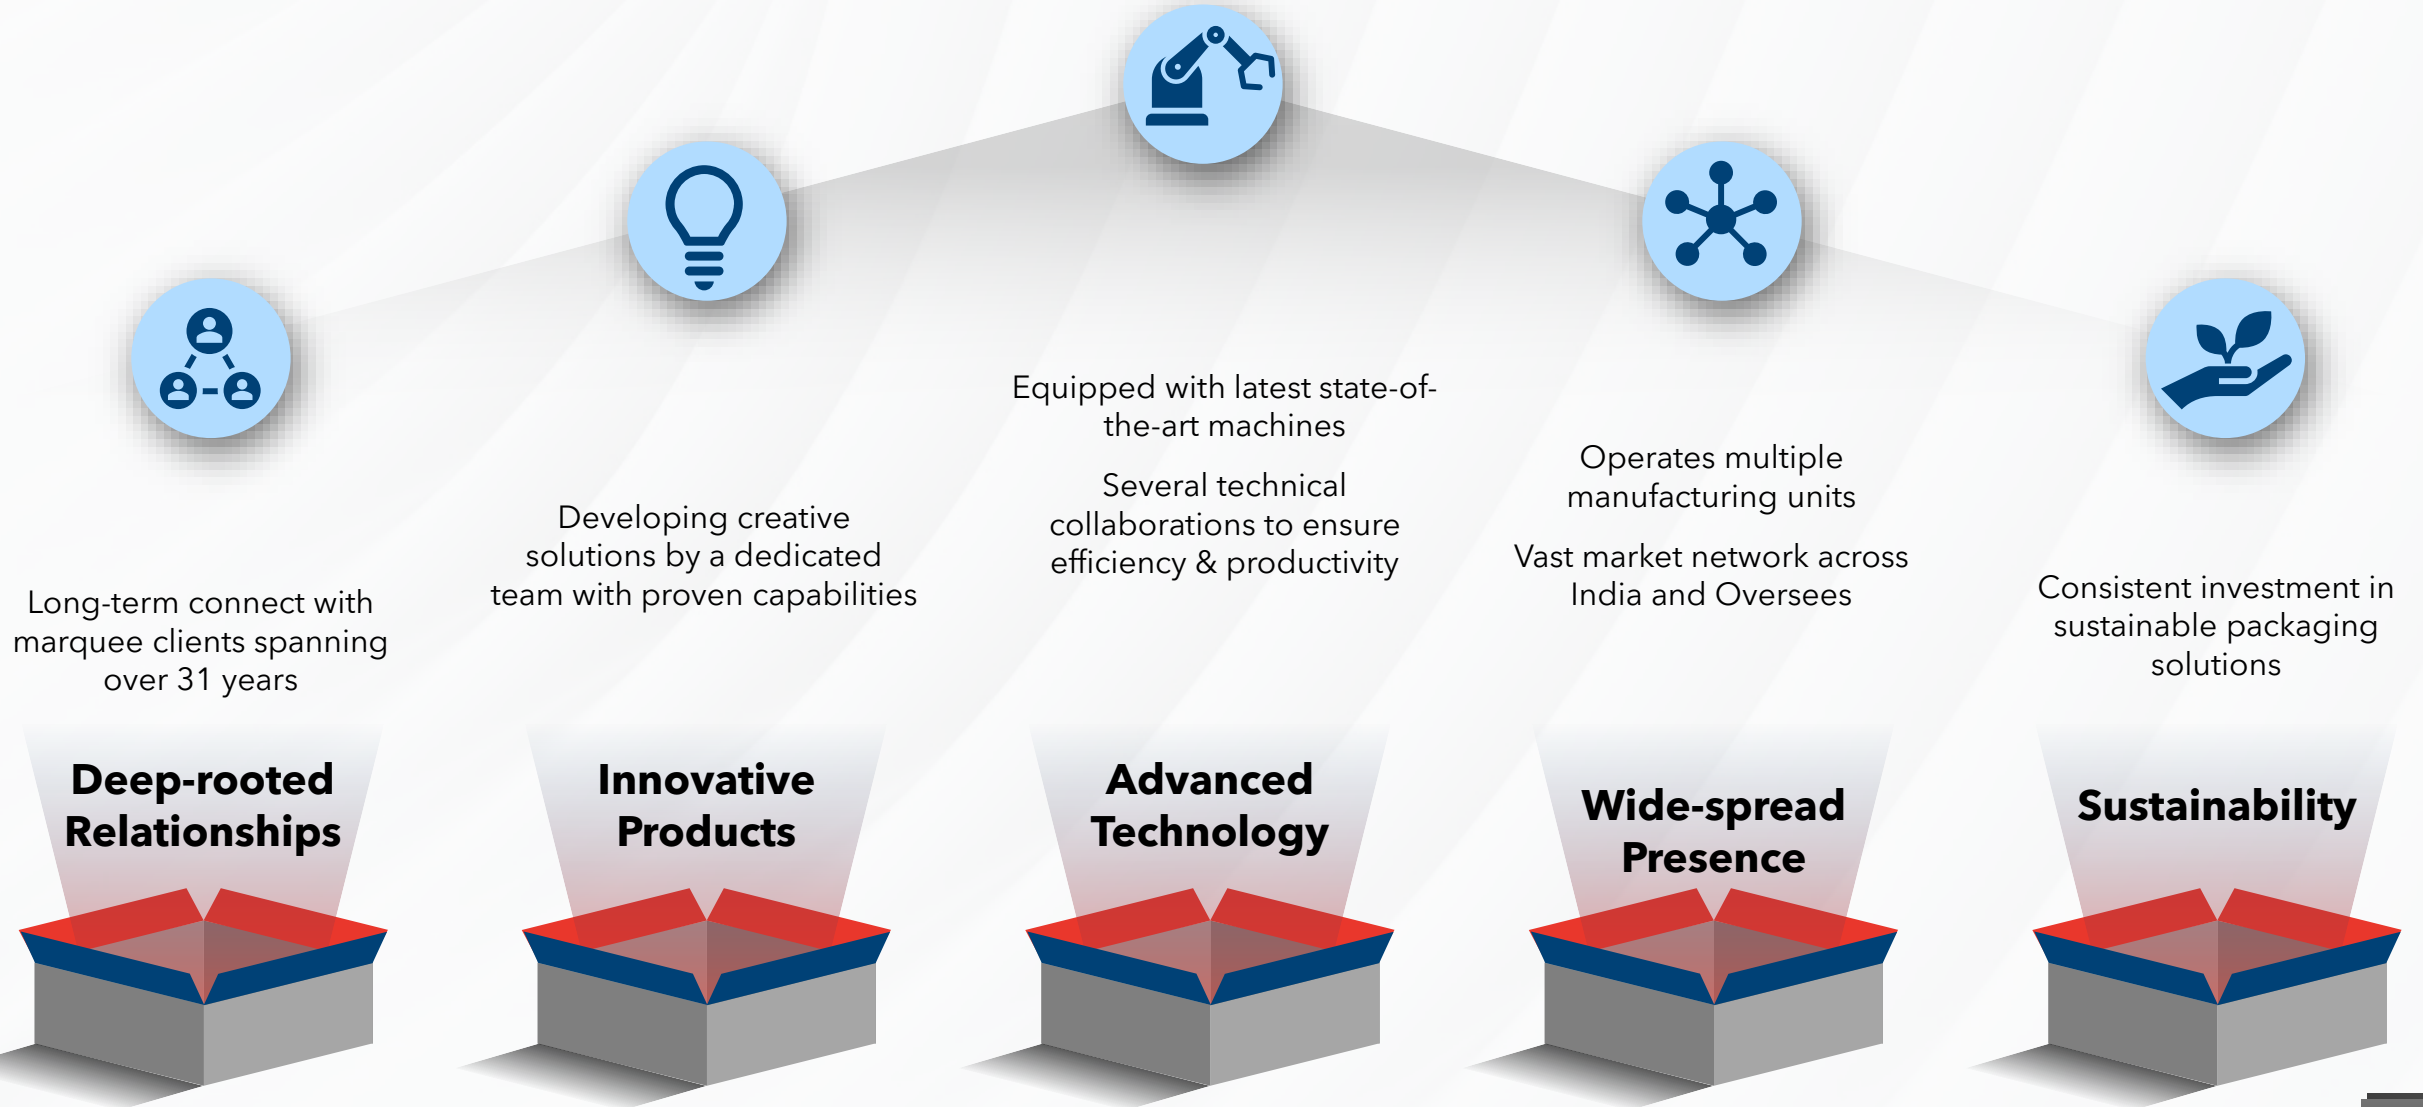 Long-term connect with
marquee clients spanning
over 31 years
Deep-rooted
Relationships
Developing creative
solutions by a dedicated
team with proven capabilities
Innovative
Products
Equipped with latest state-of-
the-art machines
Several technical
collaborations to ensure
efficiency & productivity
Advanced
Technology
Operates multiple
manufacturing units
Vast market network across
India and Oversees
Wide-spread
Presence
Consistent investment in
sustainable packaging
solutions
Sustainability